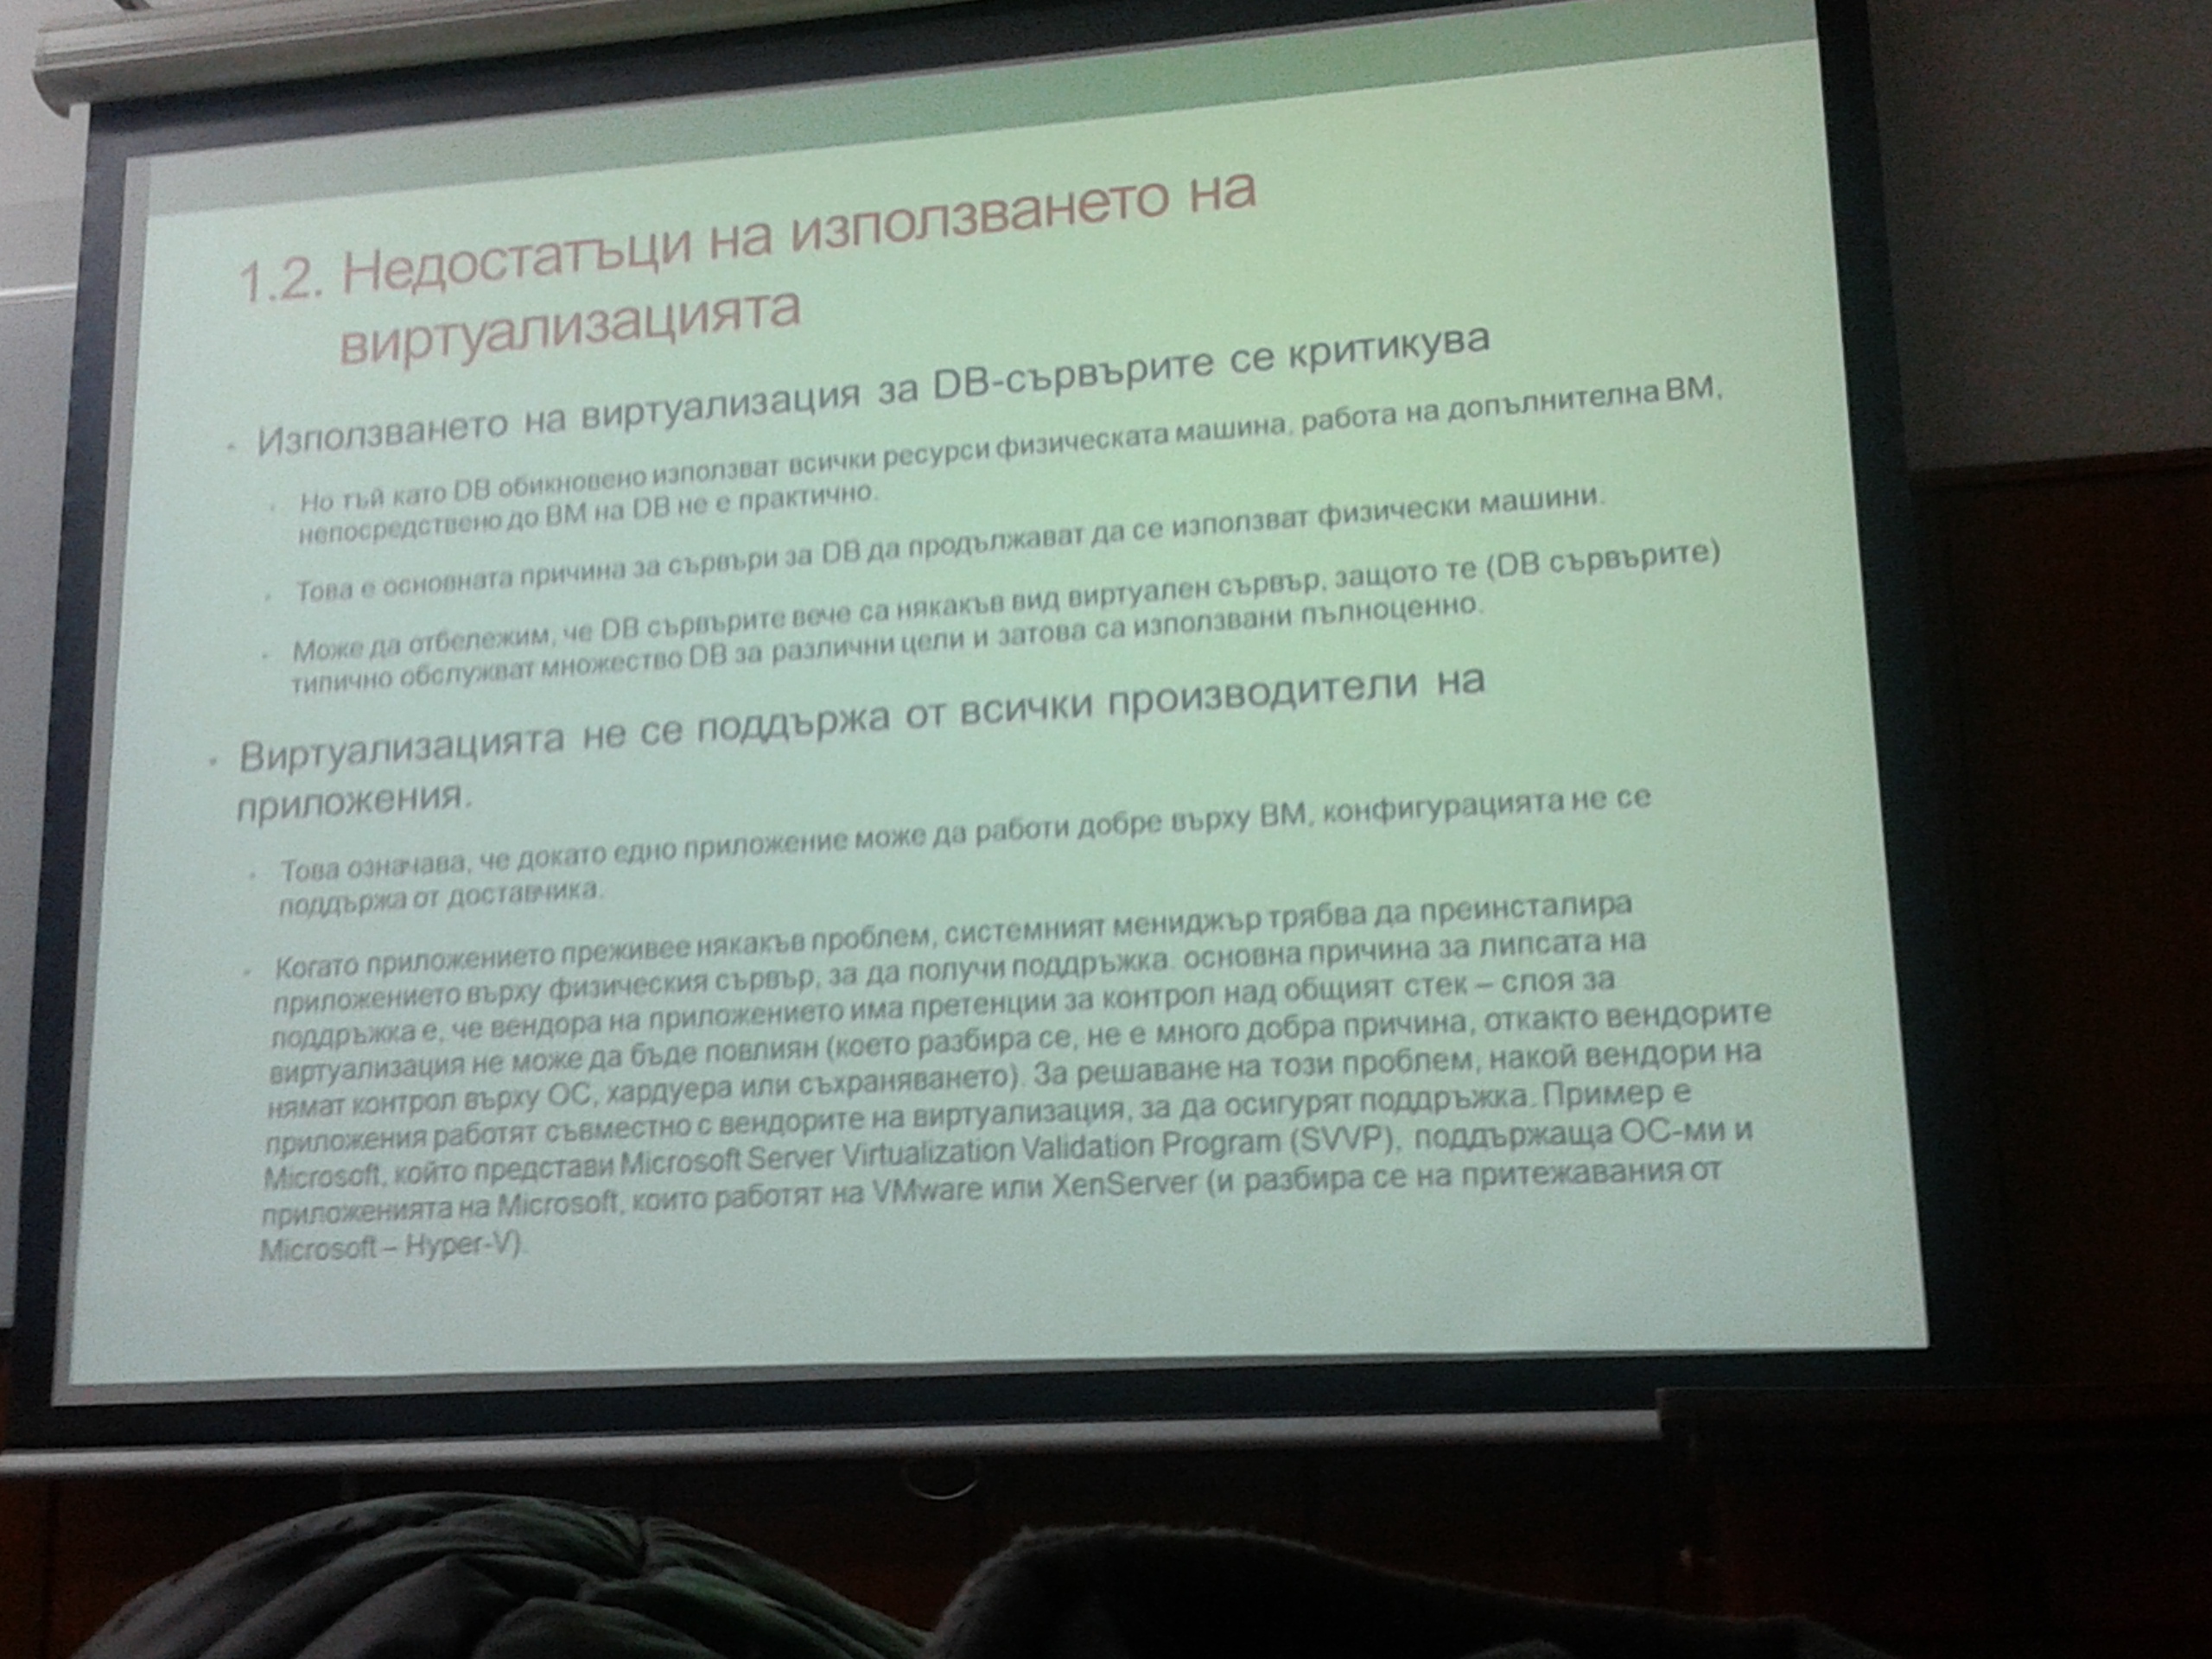 1.2. Недостатъци на използването на
виртуализацията
• Използването на виртуализация за DB-сървърите се критикува
• Но тъй като DB обикновено използват всички ресурси физическата машина, работа на допълнителна ВМ,
непосредствено до ВМ на DB не е практично.
• Това е основната причина за сървъри за DB да продължават да се използват физически машини.
• Може да отбележим, че DB сървърите вече са някакъв вид виртуален сървър, защото те (DB сървърите)
типично обслужват множество DB за различни цели и затова са използвани пълноценно.
• Виртуализацията не се поддържа от всички производители на
приложения.
• Това означава, че докато едно приложение може да работи добре върху ВМ, конфигурацията не се
поддържа от доставчика.
• Когато приложението преживее някакъв проблем, системният мениджър трябва да преинсталира
приложението върху физическия сървър, за да получи поддръжка. основна причина за липсата на
поддръжка е, че вендора на приложението има претенции за контрол над общият стек – слоя за
виртуализация не може да бъде повлиян (което разбира се, не е много добра причина, откакто вендорите
нямат контрол върху ОС, хардуера или съхраняването). За решаване на този проблем, накой вендори на
приложения работят съвместно с вендорите на виртуализация, за да осигурят поддръжка. Пример е
Microsoft, който представи Microsoft Server Virtualization Validation Program (SVVP), поддържаща ОС-ми и
приложенията на Microsoft, които работят на VMware или XenServer (и разбира се на притежавания от
Microsoft – Hyper-V).